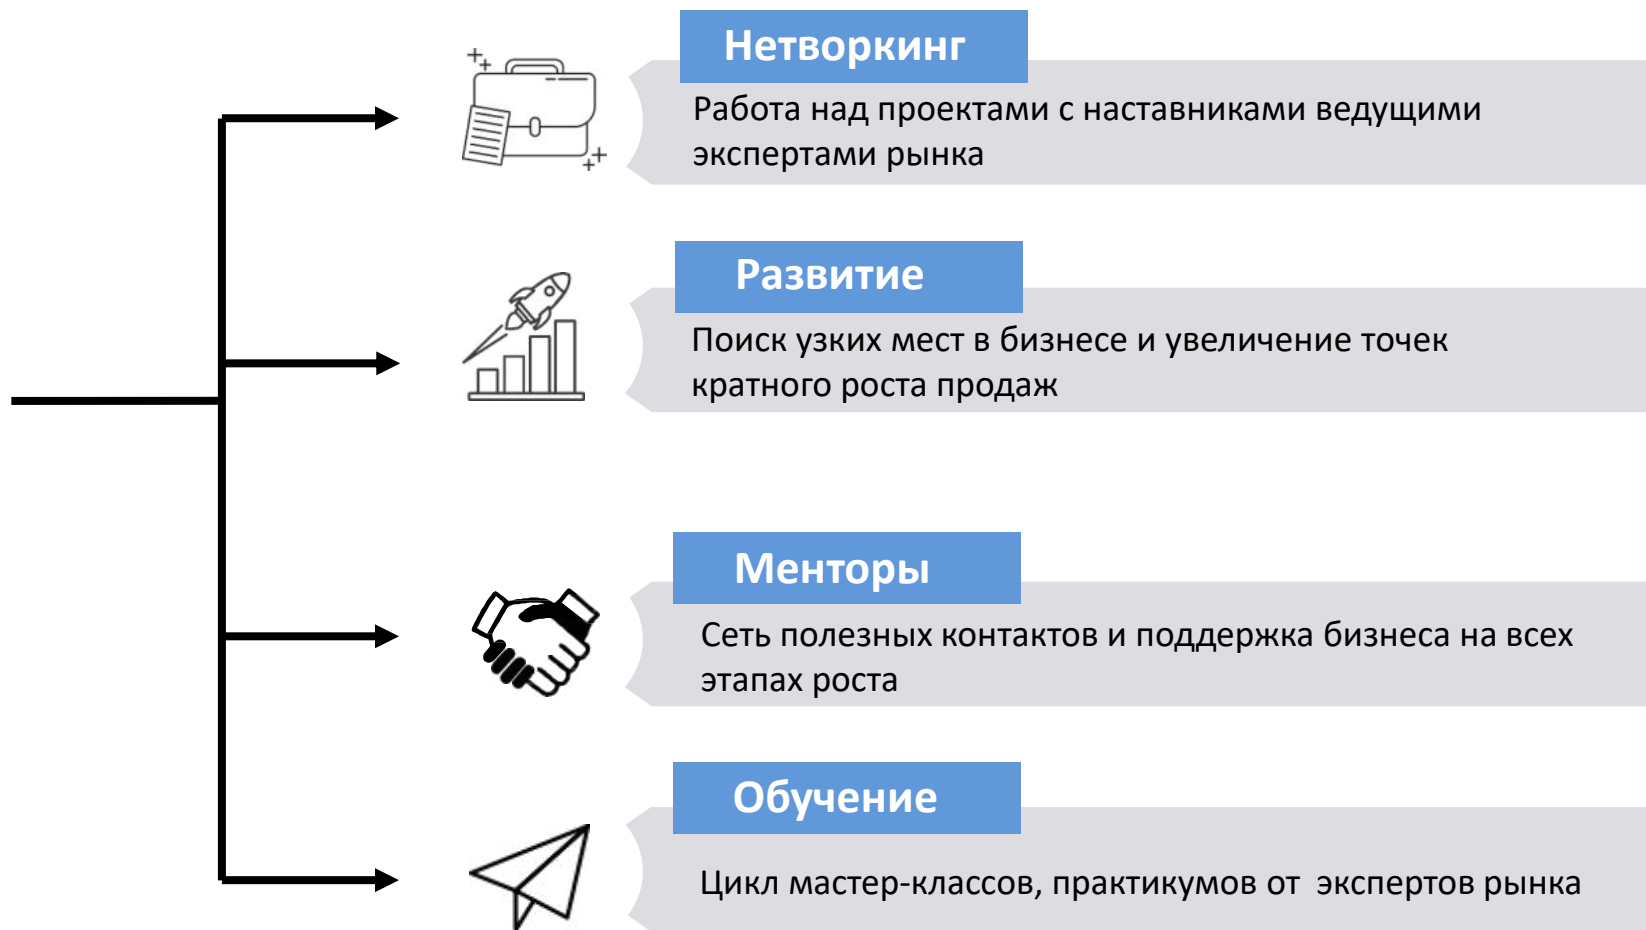 Нетворкинг
Работа над проектами с наставниками ведущими
экспертами рынка
Развитие
Поиск узких мест в бизнесе и увеличение точек
кратного роста продаж
Менторы
Сеть полезных контактов и поддержка бизнеса на всех
этапах роста
Обучение
Цикл мастер-классов, практикумов от  экспертов рынка